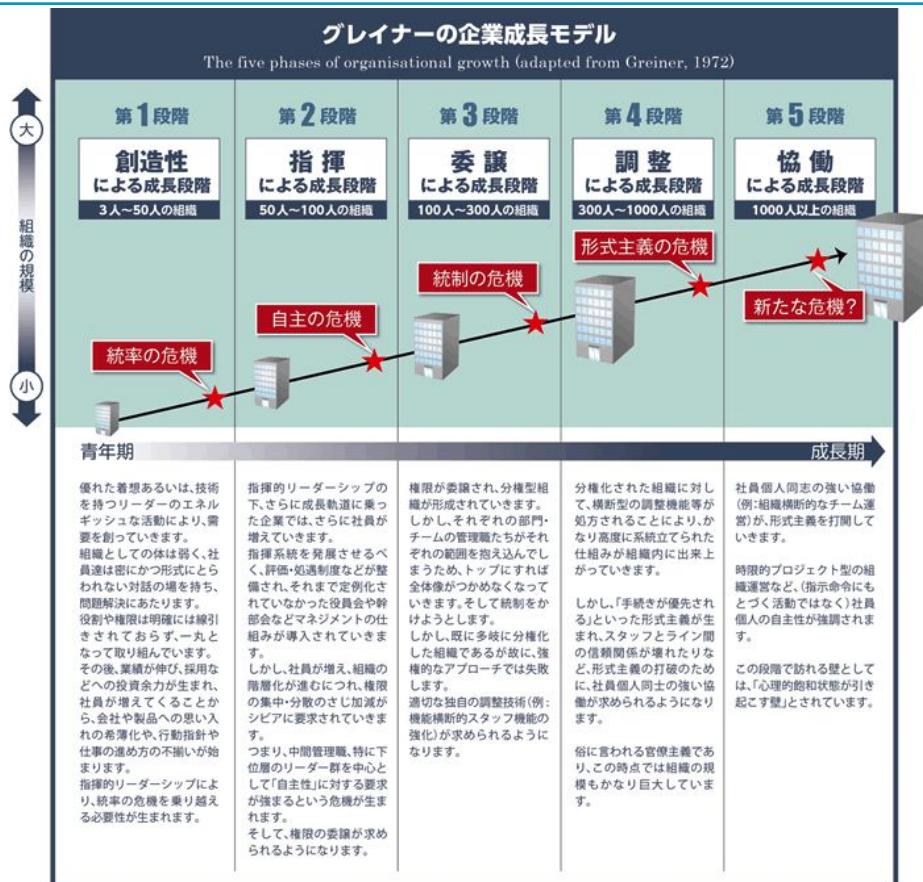 グレイナーの企業成長モデル
The five phases of organisational growth (adapted from Greiner, 1972)
大
組織の規模
小
第1段階
創造性
による成長段階
3人～50人の組織
第2段階
指揮
による成長段階
50人～100人の組織
第3段階
委譲
による成長段階
100人～300人の組織
第4段階
調整
による成長段階
300人～1000人の組織
第5段階
協働
による成長段階
1000人以上の組織
統率の危機
自主の危機
統制の危機
形式主義の危機
新たな危機？
青年期
成長期
優れた着想あるいは、技術
を持つリーダーのエネル
ギッシュな活動により、需
要を創っていきます。
組織としての体は弱く、社
員達は密にかつ形式にとら
われない対話の場を持ち、
問題解決にあたります。
役割や権限は明確には線引
きされておらず、一丸と
なって取り組んでいます。
その後、業績が伸び、採用な
どへの投資余力が生まれ、
社員が増えてくることか
ら、会社や製品への思い入
れの希薄化や、行動指針や
仕事の進め方の不揃いが始
まります。
指揮的リーダーシップによ
り、統率の危機を乗り越え
る必要性が生まれます。
指揮的リーダーシップの
下、さらに成長軌道に乗っ
た企業では、さらに社員が
増えていきます。
指揮系統を発展させるべ
く、評価・処遇制度などが整
備され、それまで定例化さ
れていなかった役員会や幹
部会などマネジメントの仕
組みが導入されていきま
す。
しかし、社員が増え、組織の
階層化が進むにつれ、権限
の集中・分散のさじ加減が
シビアに要求されていきま
す。
つまり、中間管理職、特に下
位層のリーダー群を中心と
して「自主性」に対する要求
が強まるという危機が生ま
れます。
そして、権限の委譲が求め
られるようになります。
権限が委譲され、分権型組
織が形成されていきます。
しかし、それぞれの部門・
チームの管理職たちがそ
れぞれの範囲を抱え込んでし
まうため、トップにすれば
全体像がつかめなくなって
いきます。そして統制をか
けようとします。
しかし、既に多岐に分権化
した組織であるが故に、強
権的なアプローチでは失敗
します。
適切な独自の調整技術(例：
機能横断的スタッフ機能の
強化)が求められるように
なります。
分権化された組織に対し
て、横断型の調整機能等が
処方されることにより、か
なり高度に系統立てられた
仕組みが組織内に出来上
がっていきます。
しかし、「手続きが優先され
る」といった形式主義が生
まれ、スタッフとライン間
の信頼関係が壊れたりな
ど、形式主義の打破のため
に、社員個人同士の強い協
働が求められるようになり
ます。
俗に言われる官僚主義であ
り、この時点では組織の規
模もかなり巨大していま
す。
社員個人同志の強い協働
(例：組織横断的なチーム運
営)が、形式主義を打開して
いきます。
時限的プロジェクト型の組
織運営など、(指示命令にも
とづく活動ではなく)社員
個人の自主性が強調されま
す。
この段階で訪れる壁として
は、「心理的飽和状態が引き
起こす壁」とされています。